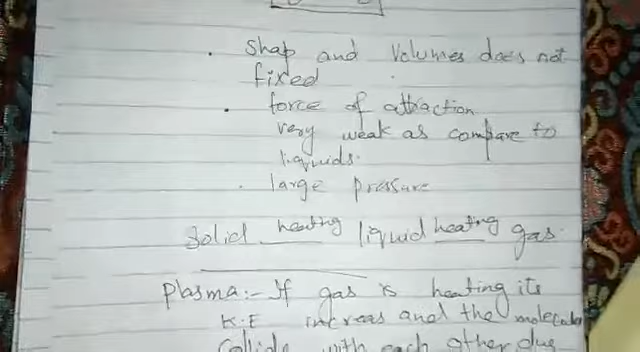 • Shap and Volumes does not
fixed
• force of attraction
very weak as compare to
liquids.
• large pressure
Solid heating liquid heating gas.
Plasma:- If gas is heating its
K.E increas and the molecular
Collide with each other due